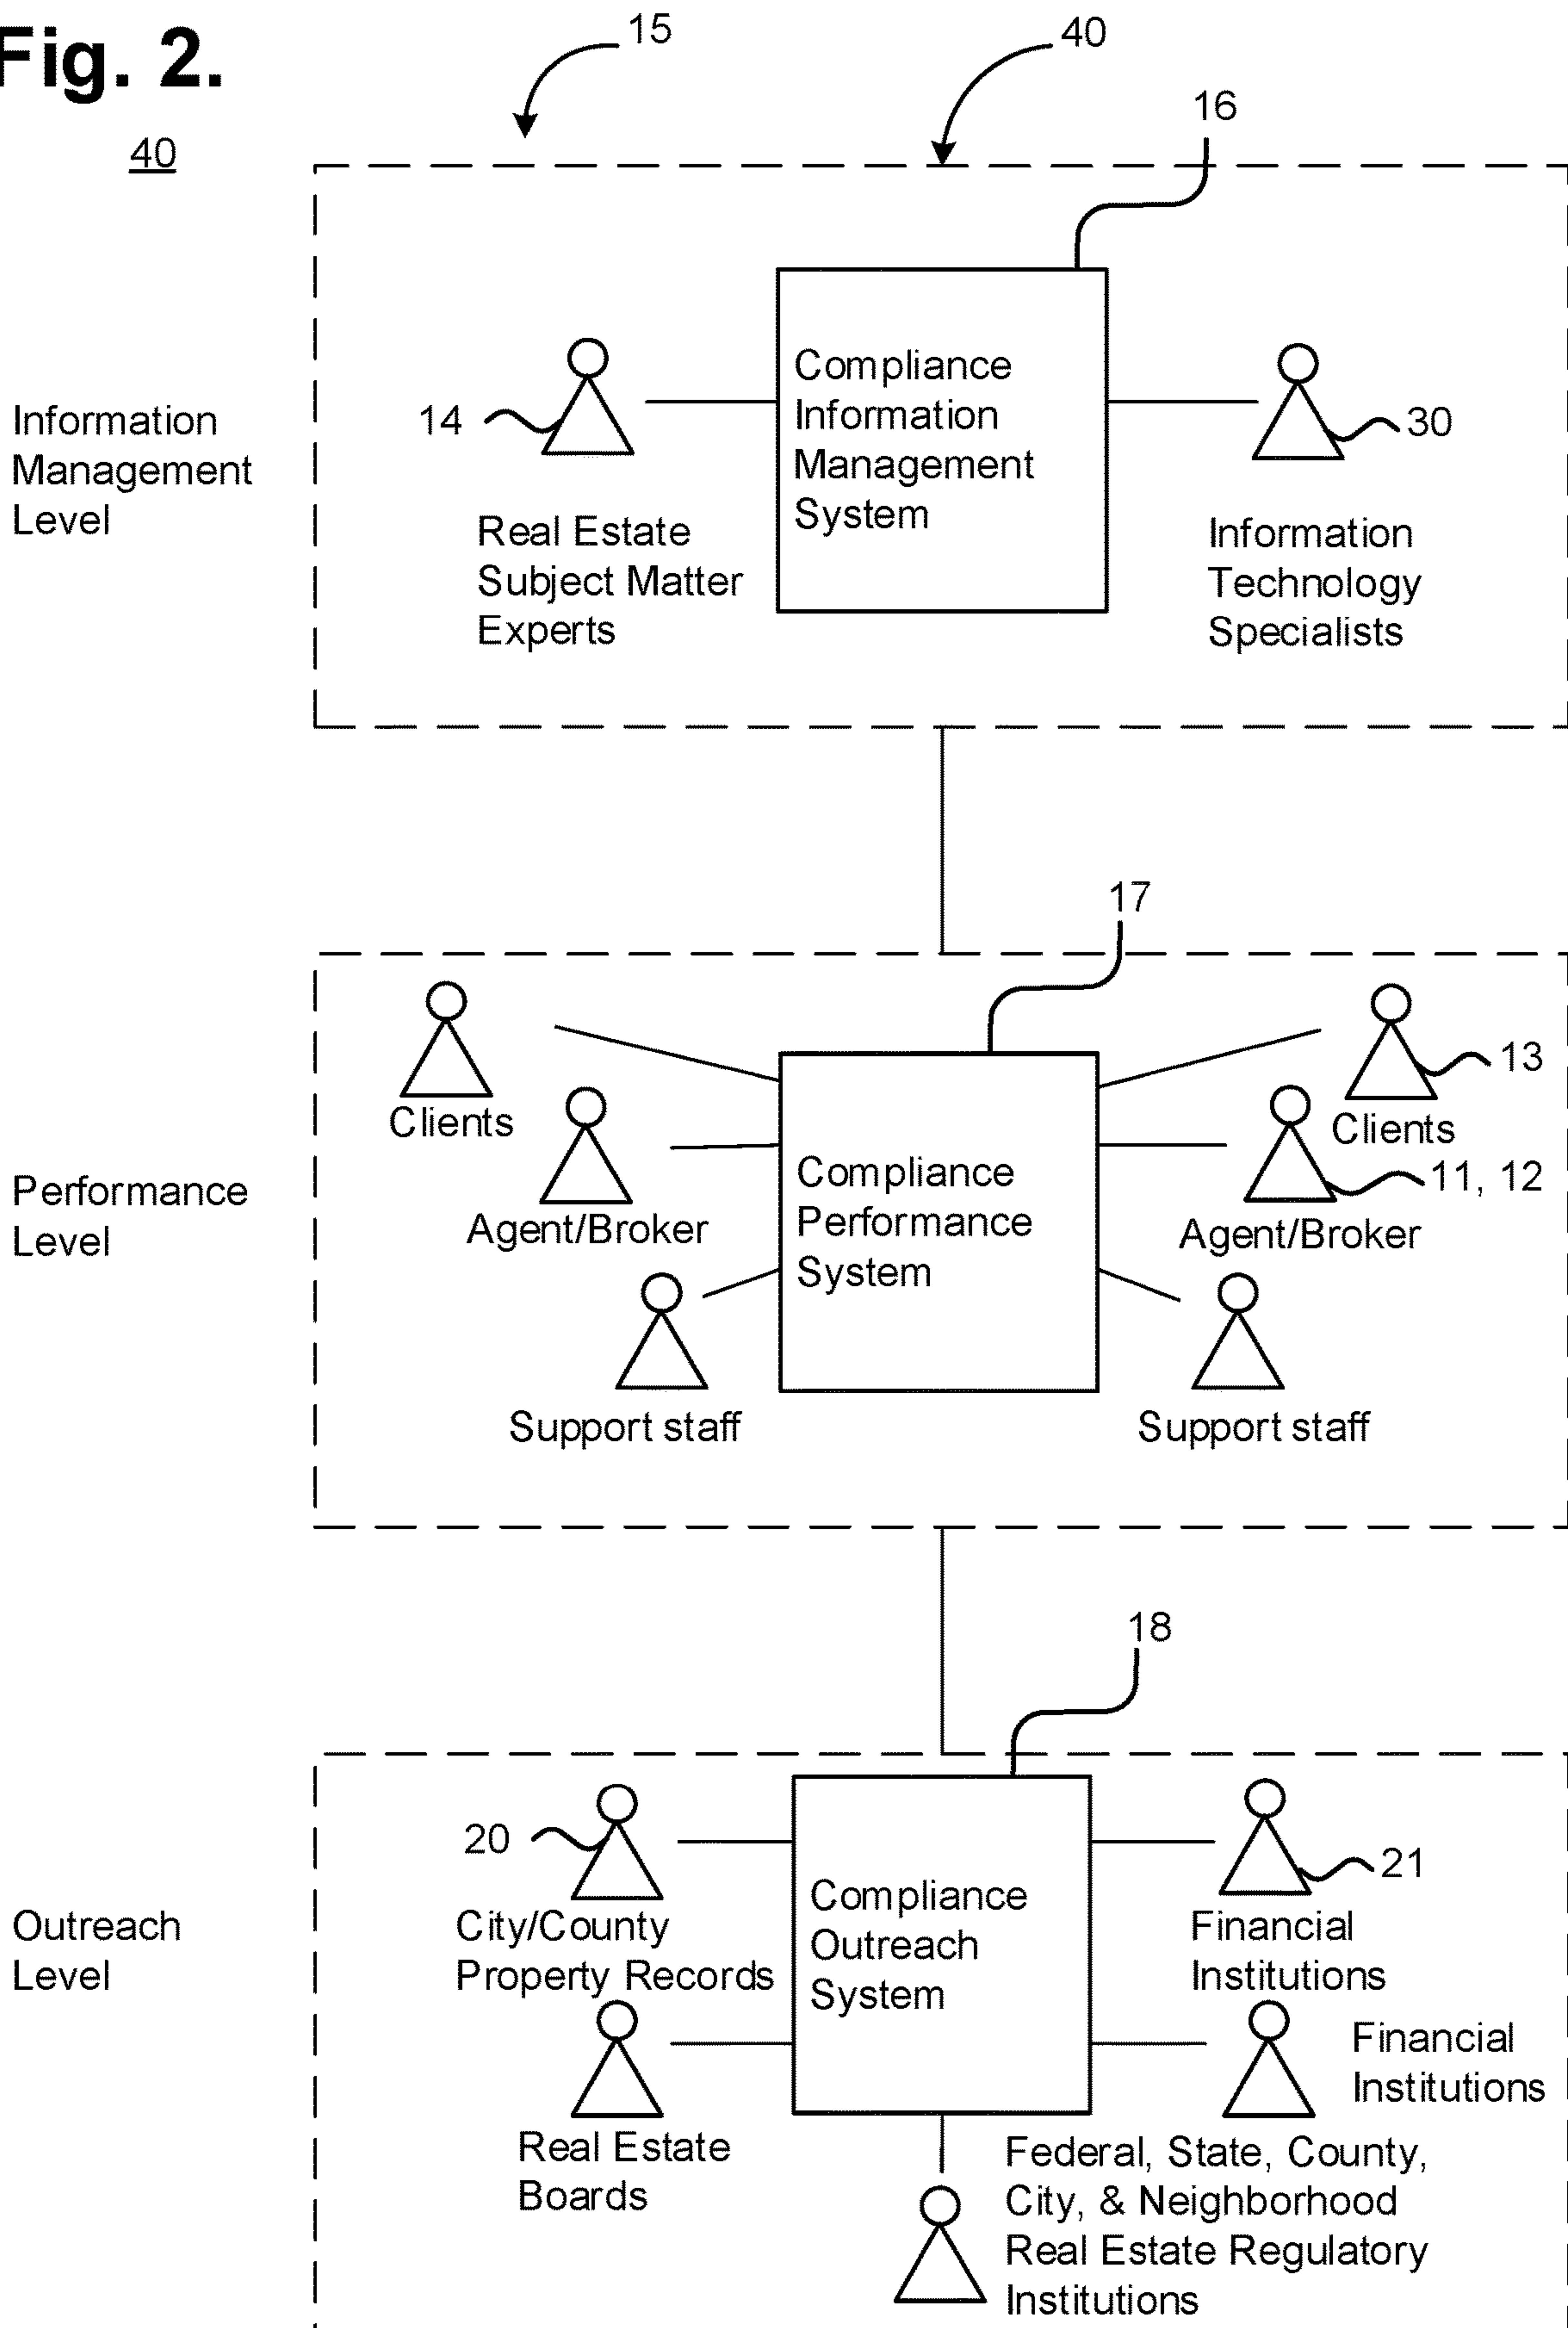 Fig. 2.
15
40
40
16
Information
Management
Level
14
Real Estate
Subject Matter
Experts
Compliance
Information
Management
System
30
Information
Technology
Specialists
17
Performance
Level
Clients
Agent/Broker
Support staff
Compliance
Performance
System
13
Clients
11, 12
Agent/Broker
Support staff
18
Outreach
Level
20
City/County
Property Records
Real Estate
Boards
Compliance
Outreach
System
21
Financial
Institutions
Financial
Institutions
Federal, State, County,
City, & Neighborhood
Real Estate Regulatory
Institutions